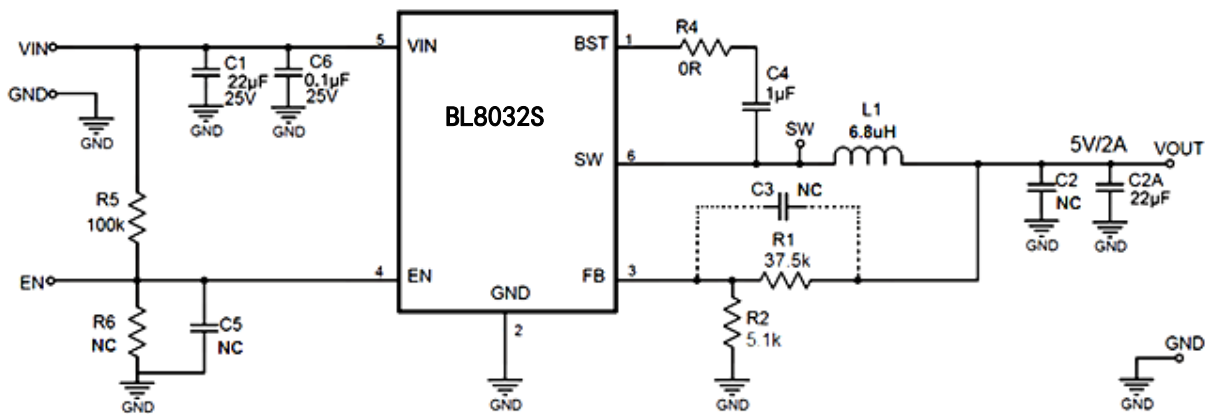 VIN
5
VIN
BST
1
R4
0R
C1
22µF
25V
C6
0.1µF
25V
GND
GND
GND
GND
BL8032S
C4
1µF
SW
L1
6.8uH
SW
6
5V/2A
VOUT
C2
NC
C2A
22µF
GND
GND
R5
100k
C3
NC
R1
37.5k
EN
4
EN
FB
3
GND
2
R6
NC
C5
NC
R2
5.1k
GND
GND
GND
GND
GND